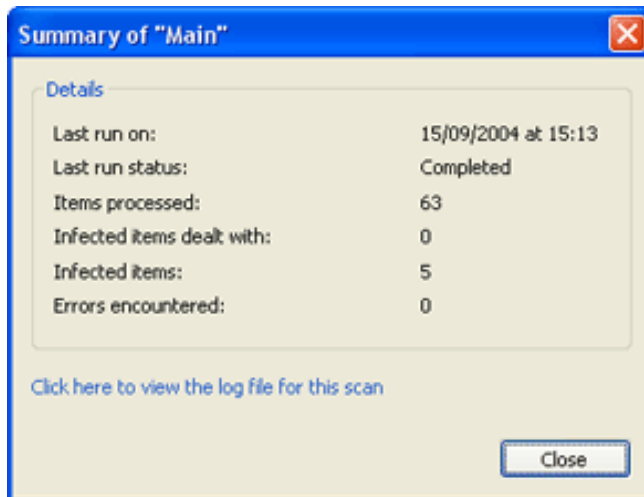 Summary of "Main"
Details
Last run on: 15/09/2004 at 15:13
Last run status: Completed
Items processed: 63
Infected items dealt with: 0
Infected items: 5
Errors encountered: 0
Click here to view the log file for this scan
Close